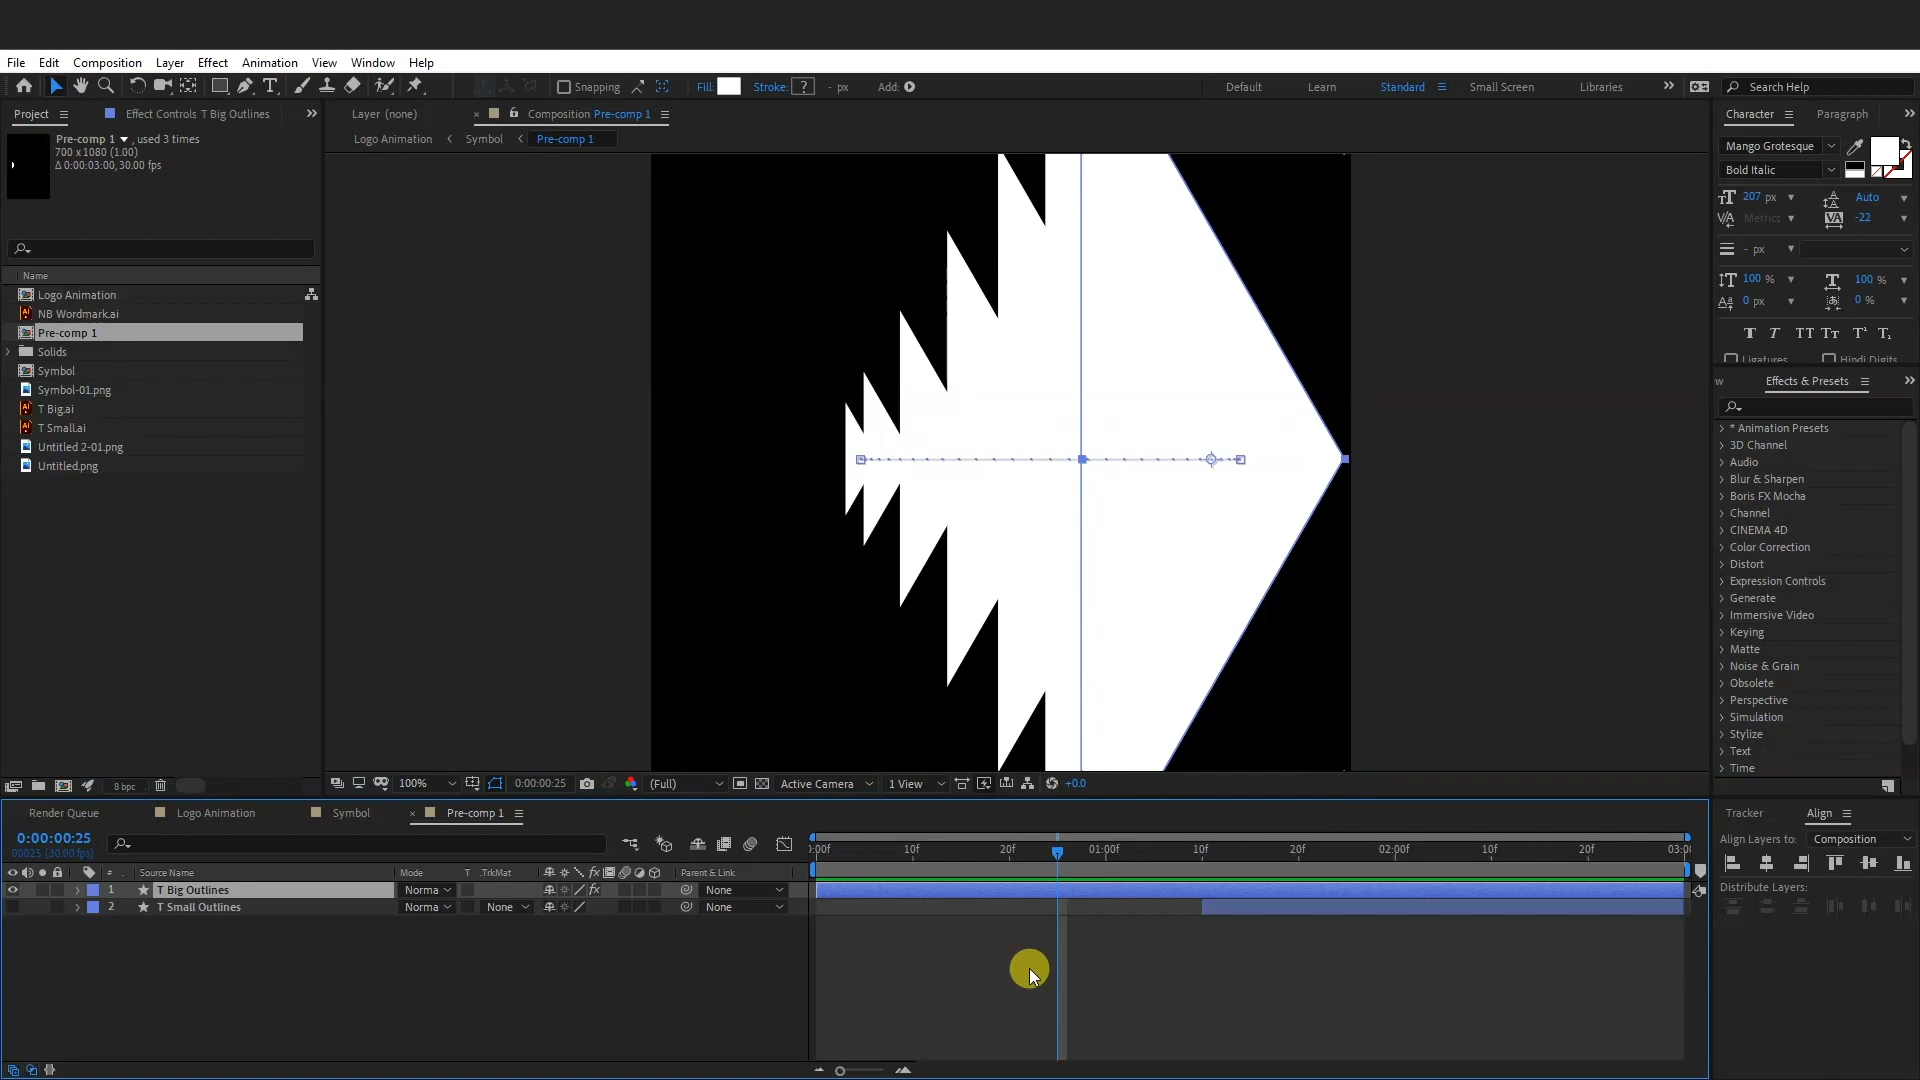 File Edit Composition Layer Effect Animation View Window Help
Snapping Fill: Stroke: ? - px Add: Default Learn Standard Small Screen Libraries Search Help
Project Effect Controls T Big Outlines Layer (none) Composition Pre-comp 1 Character Paragraph
Pre-comp 1 , used 3 times
700 x 1080 (1.00)
Δ 0:00:03:00, 30.00 fps
Logo Animation Symbol Pre-comp 1
Mango Grotesque
Bold Italic
207 px Auto
Metrics -22
- px
100 % 100 %
0 px 0 %
T T TT Tt T¹ T₁
Ligatures Hindi Digits
Name
Logo Animation
NB Wordmark.ai
Pre-comp 1
Solids
Symbol
Symbol-01.png
T Big.ai
T Small.ai
Untitled 2-01.png
Untitled.png
w Effects & Presets
* Animation Presets
3D Channel
Audio
Blur & Sharpen
Boris FX Mocha
Channel
CINEMA 4D
Color Correction
Distort
Expression Controls
Generate
Immersive Video
Keying
Matte
Noise & Grain
Obsolete
Perspective
Simulation
Stylize
Text
Time
8 bpc
100% 0:00:00:25 (Full) Active Camera 1 View +0.0
Render Queue Logo Animation Symbol Pre-comp 1
0:00:00:25
00025 (30.00 fps)
# Source Name Mode T .TrkMat Parent & Link
1 T Big Outlines Norma None
2 T Small Outlines Norma None None
):00f 10f 20f 01:00f 10f 20f 02:00f 10f 20f 03:0(
Tracker Align
Align Layers to: Composition
Distribute Layers: